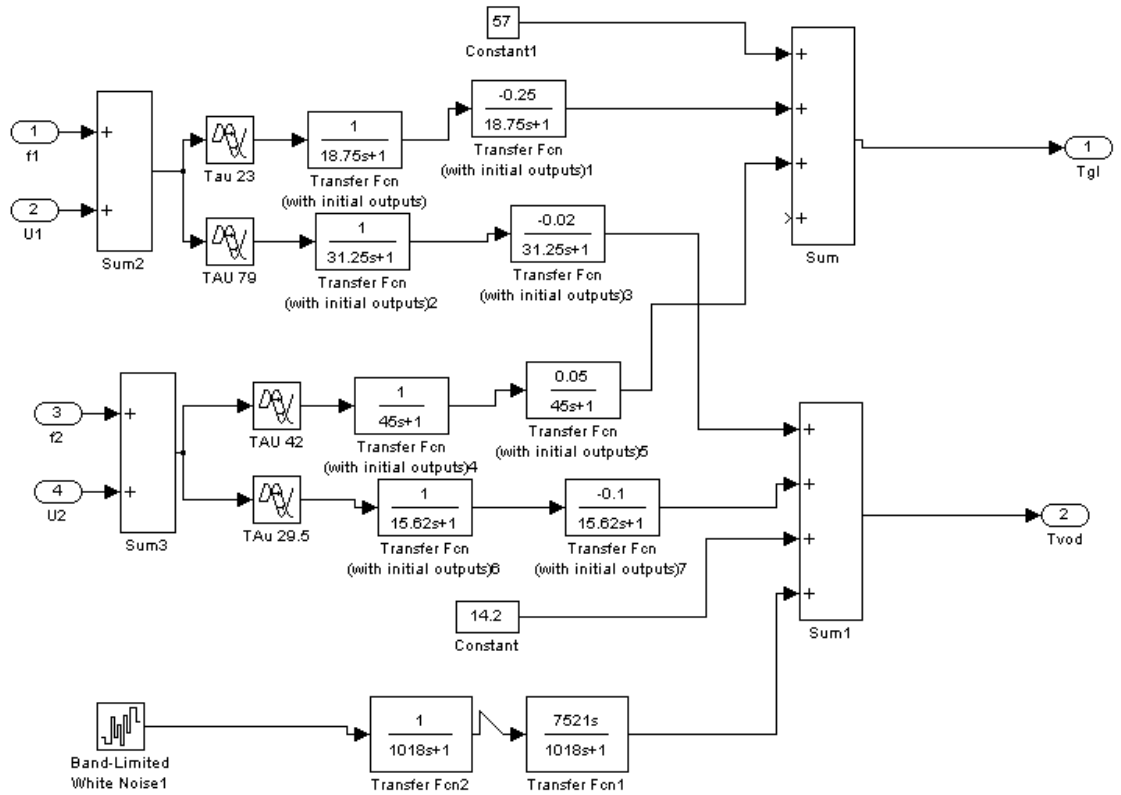 57
Constant1
1
f1
2
U1
+
+
Sum2
Tau 23
TAU 79
1
18.75s+1
Transfer Fcn
(with initial outputs)
-0.25
18.75s+1
Transfer Fcn
(with initial outputs)1
1
31.25s+1
Transfer Fcn
(with initial outputs)2
-0.02
31.25s+1
Transfer Fcn
(with initial outputs)3
+
+
+
+
Sum
1
Tgl
3
f2
4
U2
+
+
Sum3
TAU 42
TAu 29.5
1
45s+1
Transfer Fcn
(with initial outputs)4
0.05
45s+1
Transfer Fcn
(with initial outputs)5
1
15.62s+1
Transfer Fcn
(with initial outputs)6
-0.1
15.62s+1
Transfer Fcn
(with initial outputs)7
14.2
Constant
+
+
+
+
Sum1
2
Tvod
Band-Limited
White Noise1
1
1018s+1
Transfer Fcn2
7521s
1018s+1
Transfer Fcn1